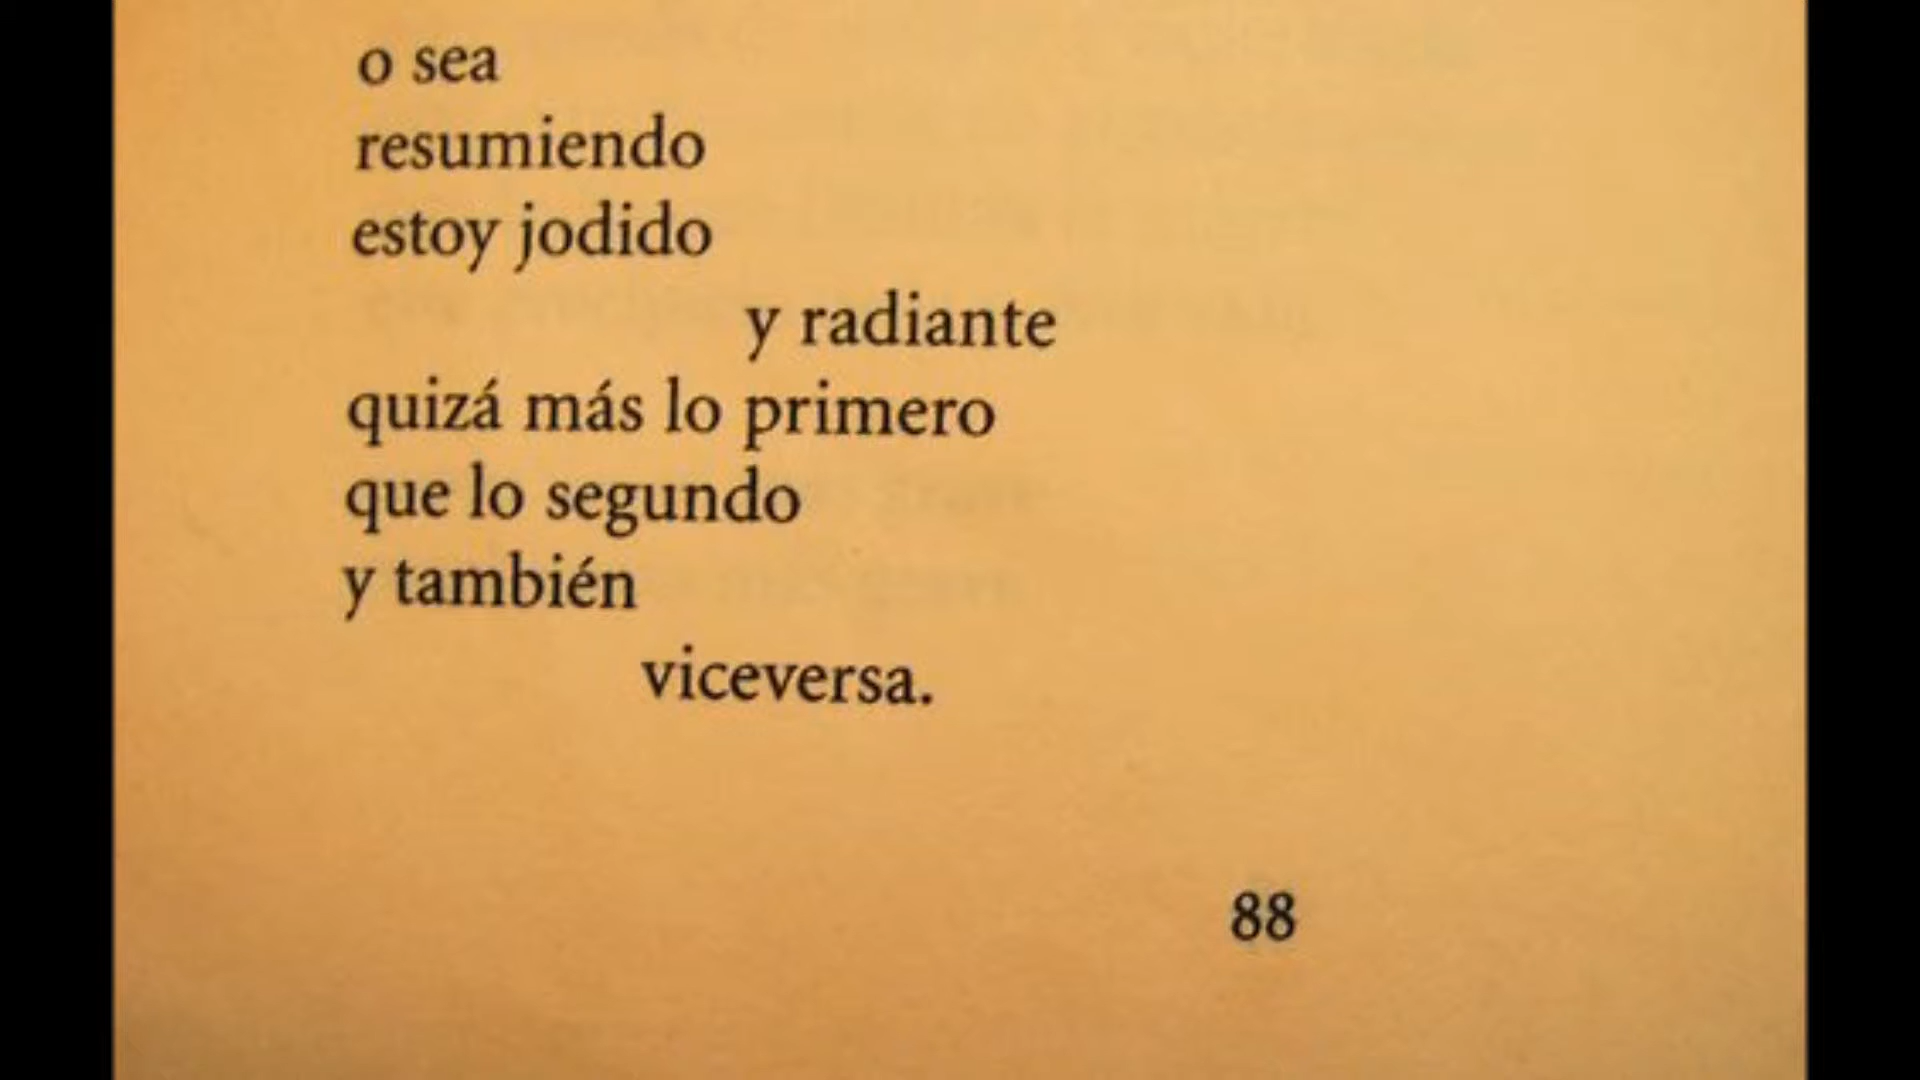 o sea
resumiendo
estoy jodido
y radiante
quizá más lo primero
que lo segundo
y también
viceversa.
88